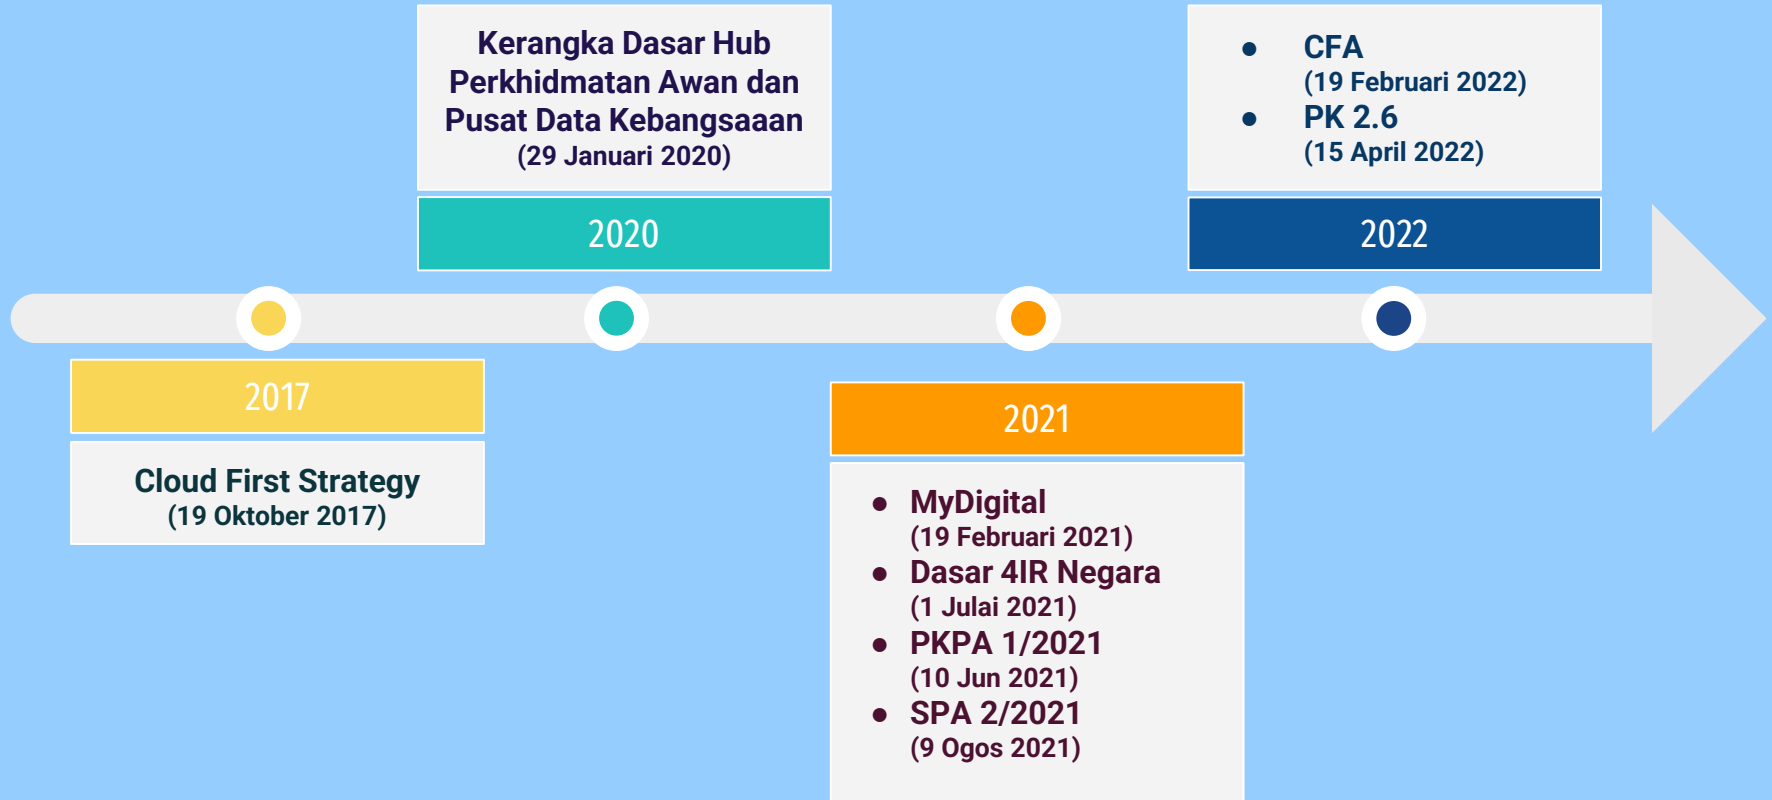 Kerangka Dasar Hub
Perkhidmatan Awan dan
Pusat Data Kebangsaaan
(29 Januari 2020)
2020
● CFA
(19 Februari 2022)
● PK 2.6
(15 April 2022)
2022
2017
Cloud First Strategy
(19 Oktober 2017)
2021
● MyDigital
(19 Februari 2021)
● Dasar 4IR Negara
(1 Julai 2021)
● PKPA 1/2021
(10 Jun 2021)
● SPA 2/2021
(9 Ogos 2021)